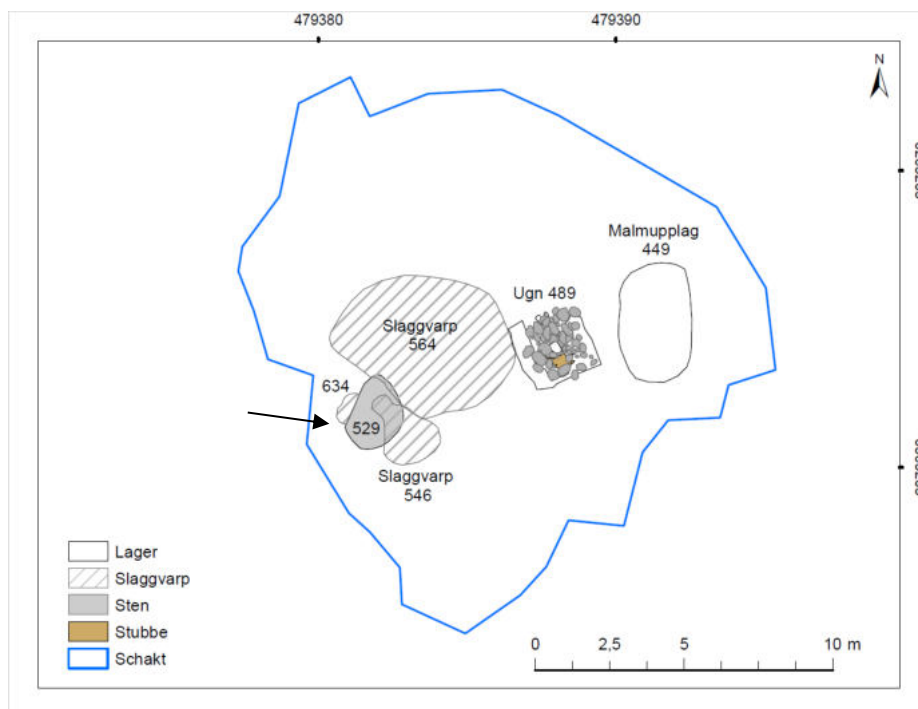 479380
479390
N
Malmupplag
449
Ugn 489
Slaggvarp
564
634
529
Slaggvarp
546
Lager
Slaggvarp
Sten
Stubbe
Schakt
0
2,5
5
10 m